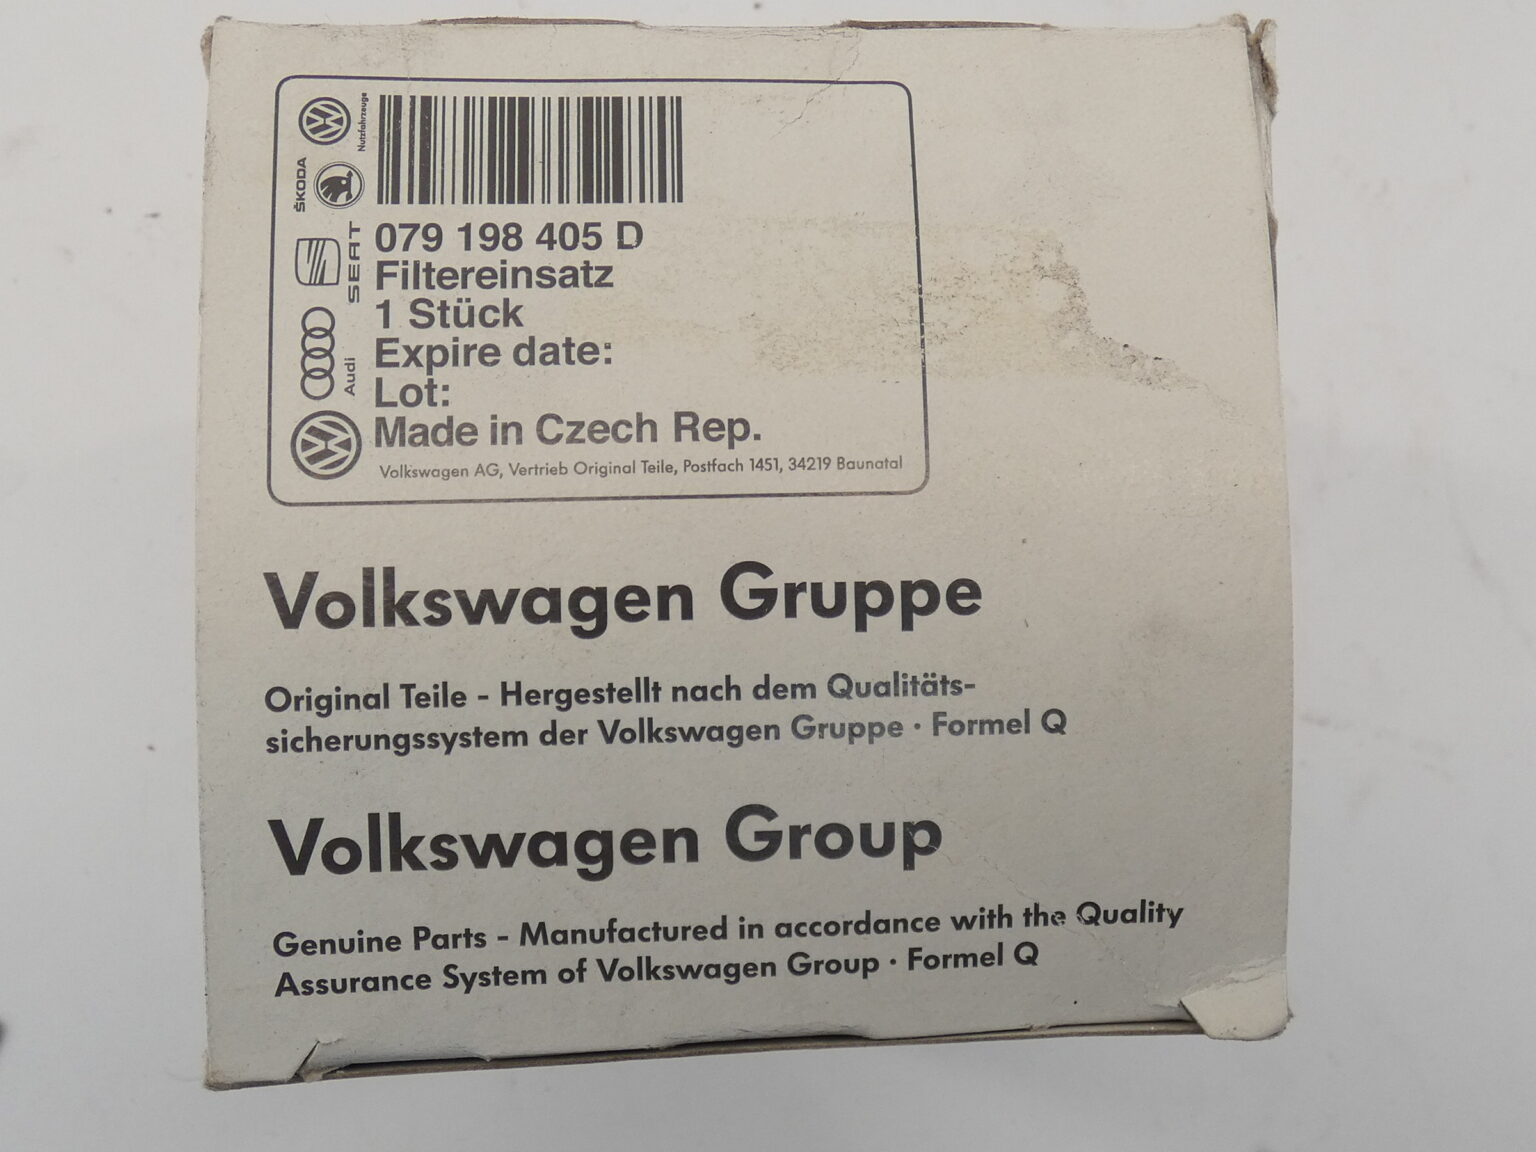 Nutzfahrzeuge
ŠKODA
SEAT
Audi
079 198 405 D
Filtereinsatz
1 Stück
Expire date:
Lot:
Made in Czech Rep.
Volkswagen AG, Vertrieb Original Teile, Postfach 1451, 34219 Baunatal
Volkswagen Gruppe
Original Teile - Hergestellt nach dem Qualitäts-
sicherungssystem der Volkswagen Gruppe · Formel Q
Volkswagen Group
Genuine Parts - Manufactured in accordance with the Quality
Assurance System of Volkswagen Group · Formel Q